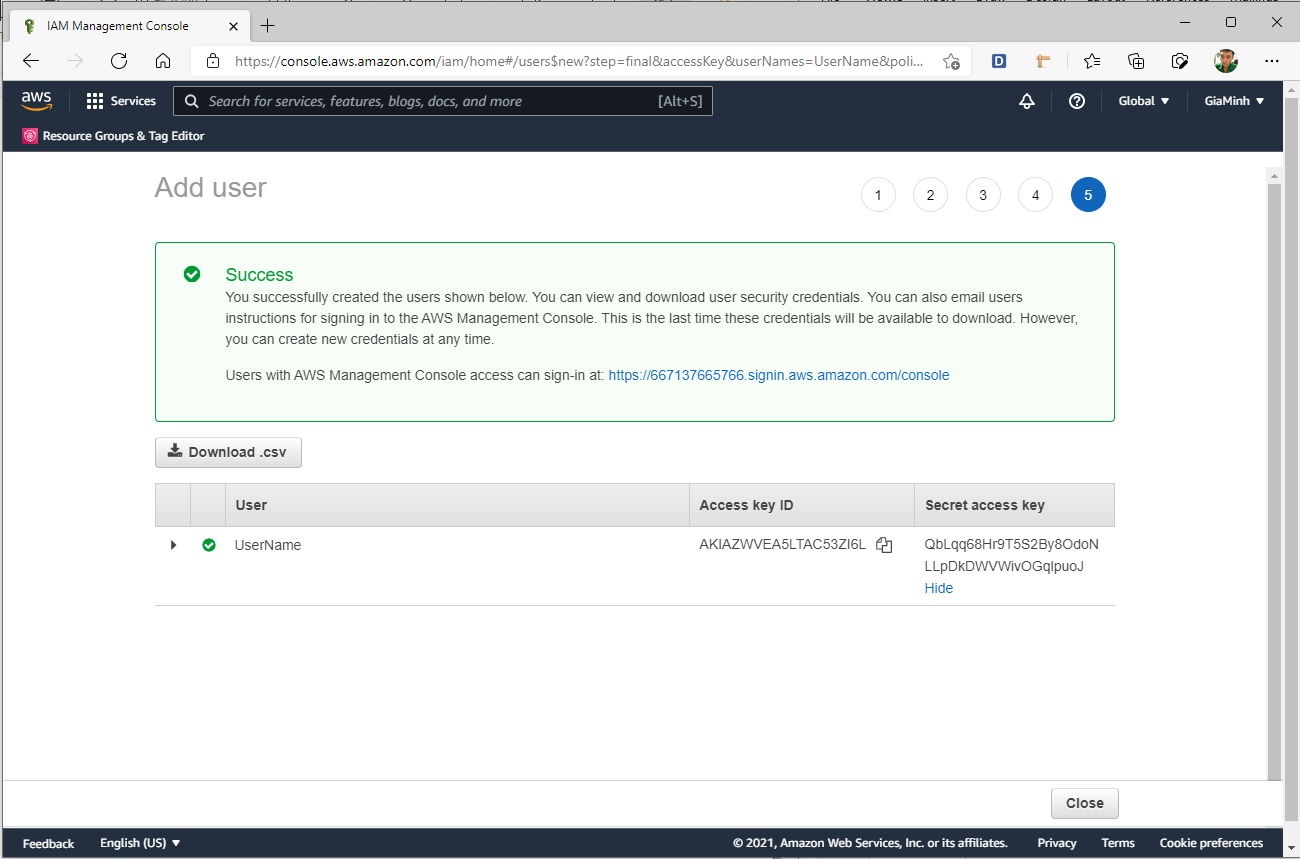 IAM Management Console
https://console.aws.amazon.com/iam/home#/users$new?step=final&accessKey&userNames=UserName&poli...
aws
Services
Search for services, features, blogs, docs, and more
[Alt+S]
Global
GiaMinh
Resource Groups & Tag Editor
Add user
1 2 3 4 5
Success
You successfully created the users shown below. You can view and download user security credentials. You can also email users
instructions for signing in to the AWS Management Console. This is the last time these credentials will be available to download. However,
you can create new credentials at any time.
Users with AWS Management Console access can sign-in at: https://667137665766.signin.aws.amazon.com/console
Download .csv
User Access key ID Secret access key
UserName AKIAZWVEA5LTAC53ZI6L QbLqq68Hr9T5S2By8OdoN
LLpDkDWVWivOGqIpuoJ
Hide
Close
Feedback English (US) © 2021, Amazon Web Services, Inc. or its affiliates. Privacy Terms Cookie preferences